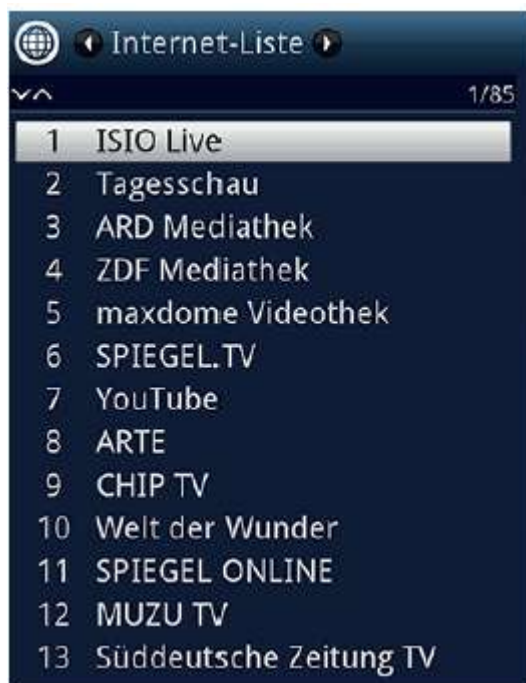 Internet-Liste
1/85
1 ISIO Live
2 Tagesschau
3 ARD Mediathek
4 ZDF Mediathek
5 maxdome Videothek
6 SPIEGEL.TV
7 YouTube
8 ARTE
9 CHIP TV
10 Welt der Wunder
11 SPIEGEL ONLINE
12 MUZU TV
13 Süddeutsche Zeitung TV